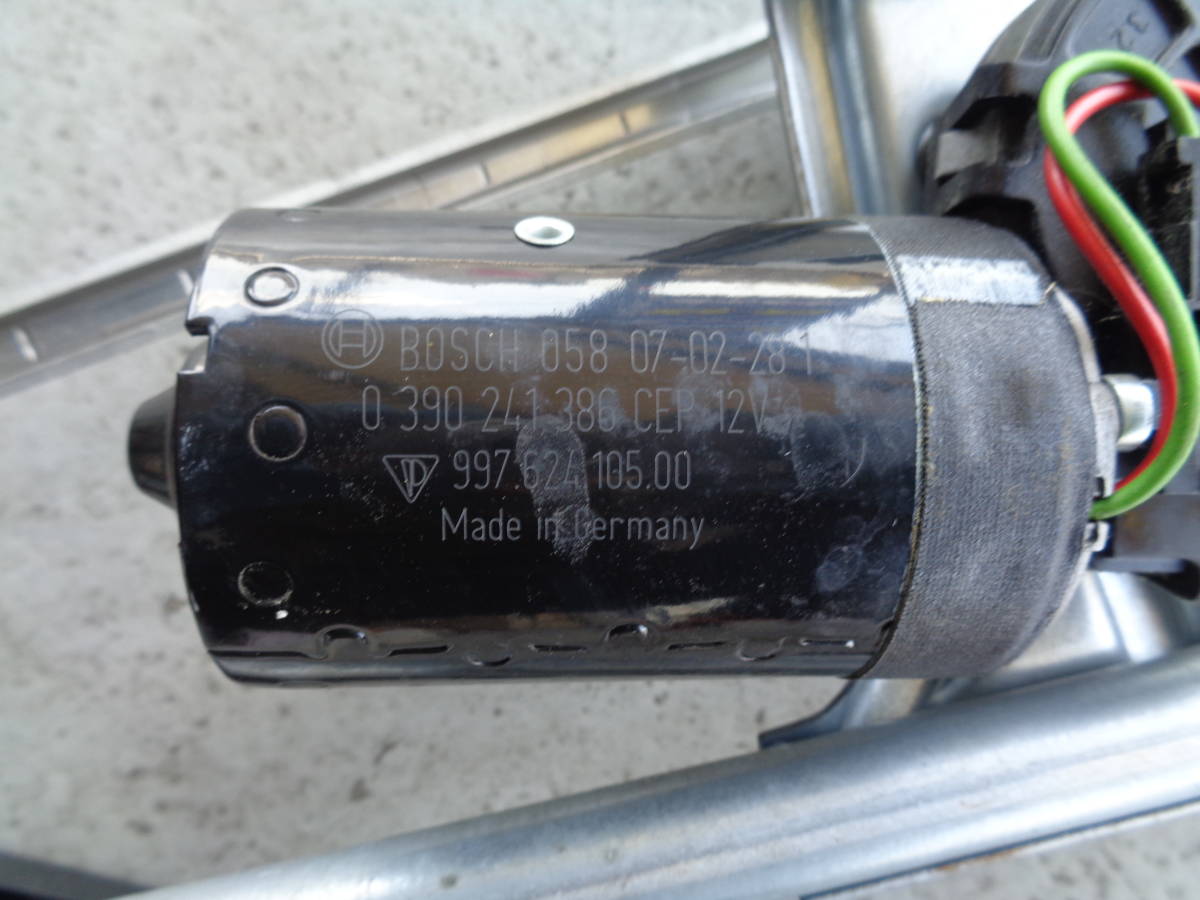 BOSCH 058 07-02-28 1
0 390 241 386 CEP 12V
997.624.105.00
Made in Germany
32